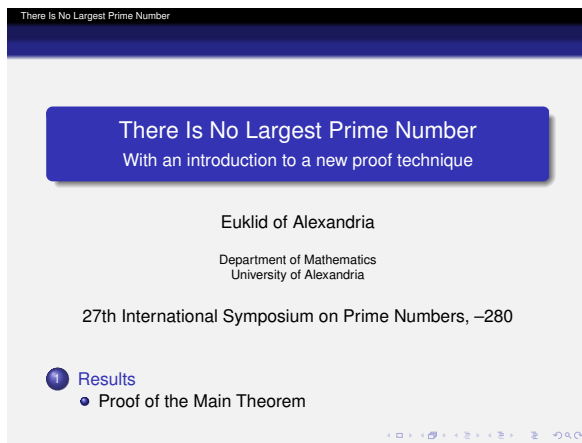 There Is No Largest Prime Number
There Is No Largest Prime Number
With an introduction to a new proof technique
Euklid of Alexandria
Department of Mathematics
University of Alexandria
27th International Symposium on Prime Numbers, –280
1 Results
Proof of the Main Theorem